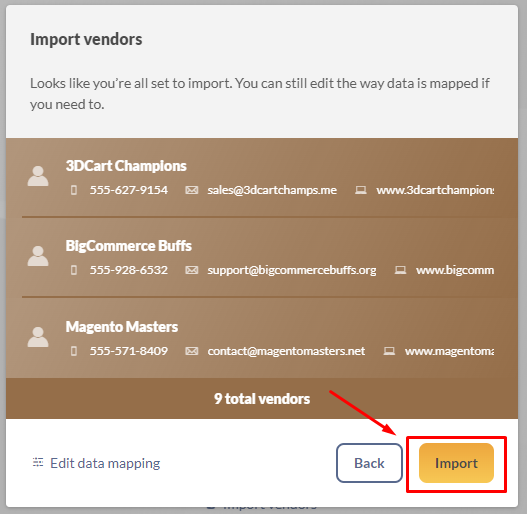 Import vendors
Looks like you're all set to import. You can still edit the way data is mapped if
you need to.
3DCart Champions
555-627-9154 sales@3dcartchamps.me www.3dcartchampions
BigCommerce Buffs
555-928-6532 support@bigcommercebuffs.org www.bigcomm
Magento Masters
555-571-8409 contact@magentomasters.net www.magentoma
9 total vendors
Edit data mapping Back Import
Import vendors